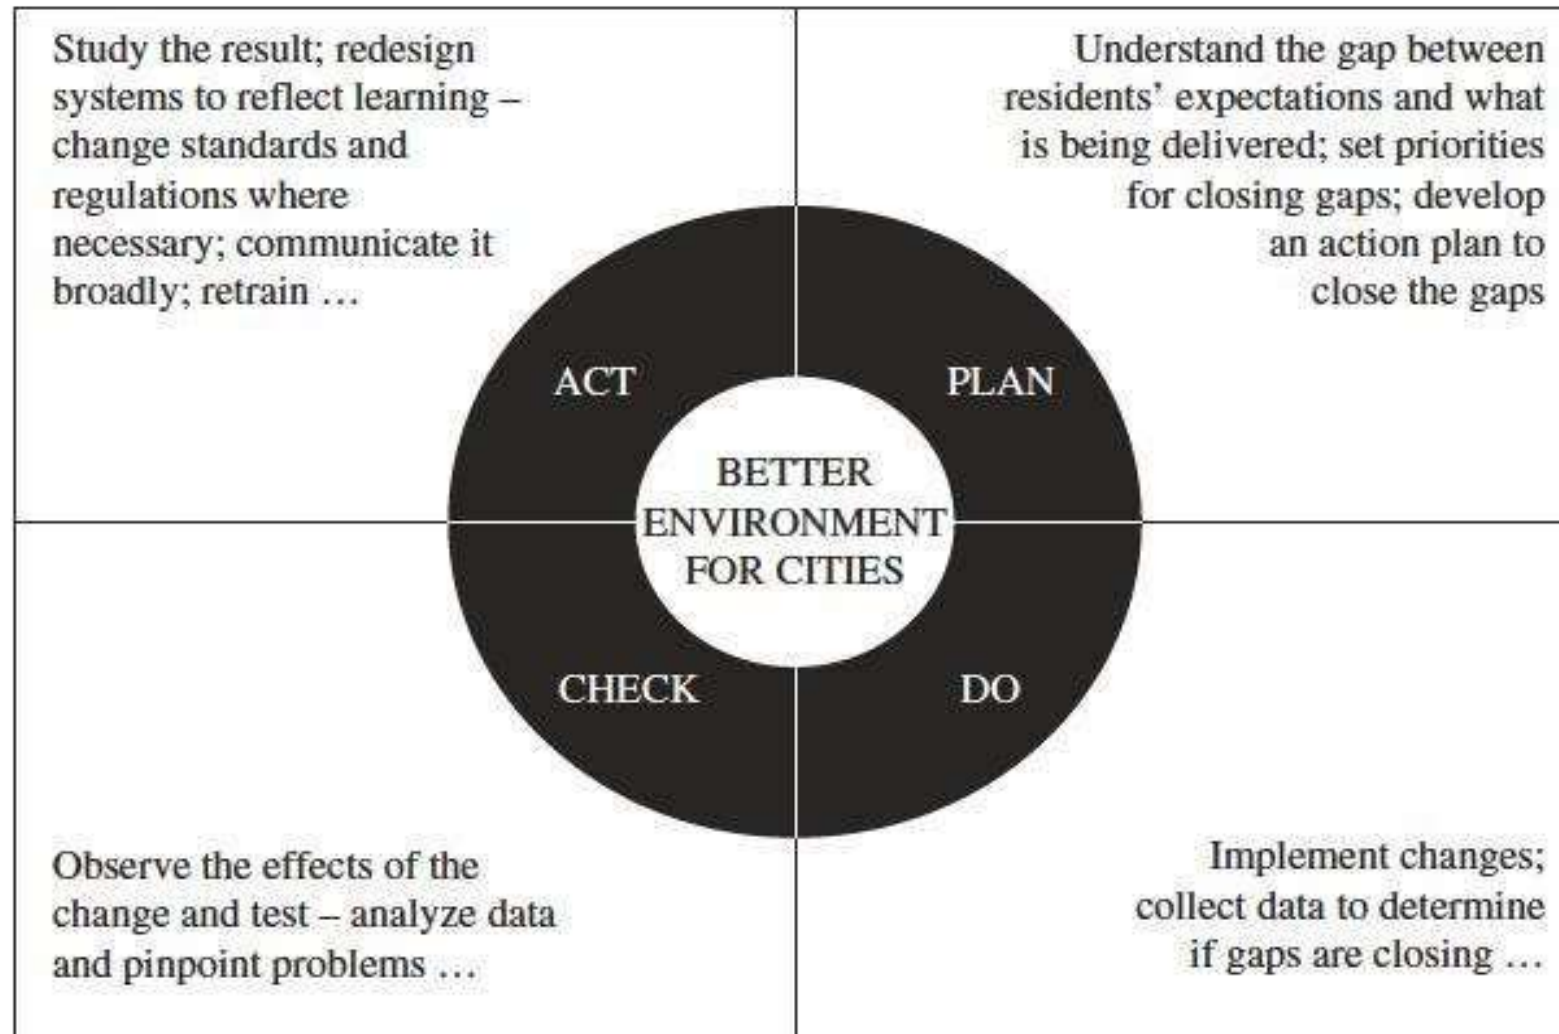 Study the result; redesign
systems to reflect learning –
change standards and
regulations where
necessary; communicate it
broadly; retrain …
Understand the gap between
residents’ expectations and what
is being delivered; set priorities
for closing gaps; develop
an action plan to
close the gaps
ACT
PLAN
BETTER
ENVIRONMENT
FOR CITIES
CHECK
DO
Observe the effects of the
change and test – analyze data
and pinpoint problems …
Implement changes;
collect data to determine
if gaps are closing …